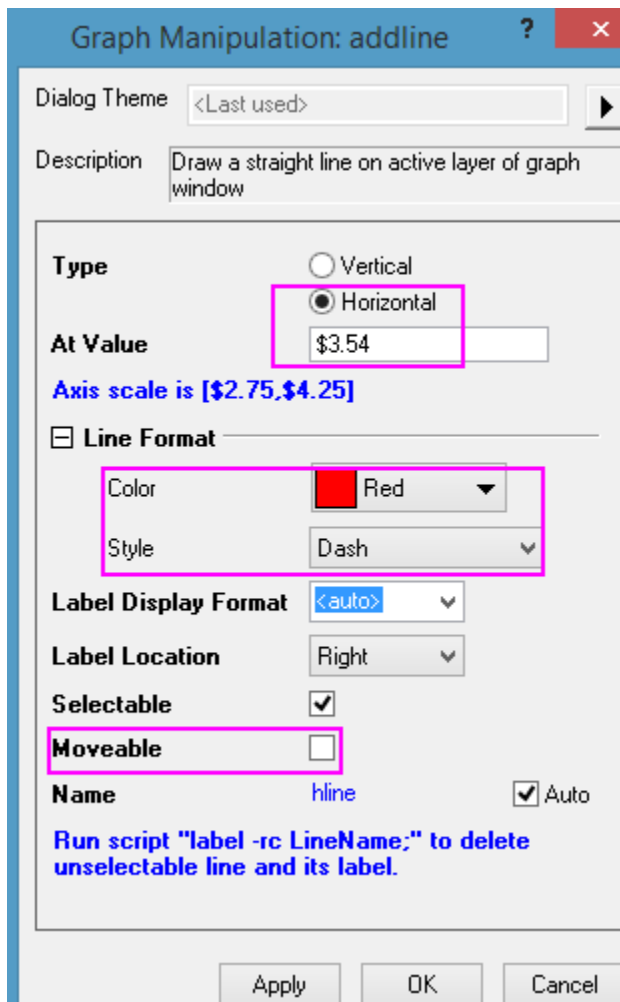 Graph Manipulation: addline ? ×
Dialog Theme <Last used>
Description Draw a straight line on active layer of graph
window
Type Vertical
Horizontal
At Value $3.54
Axis scale is [$2.75,$4.25]
Line Format
Color Red
Style Dash
Label Display Format <auto>
Label Location Right
Selectable
Moveable
Name hline Auto
Run script "label -rc LineName;" to delete
unselectable line and its label.
Apply OK Cancel